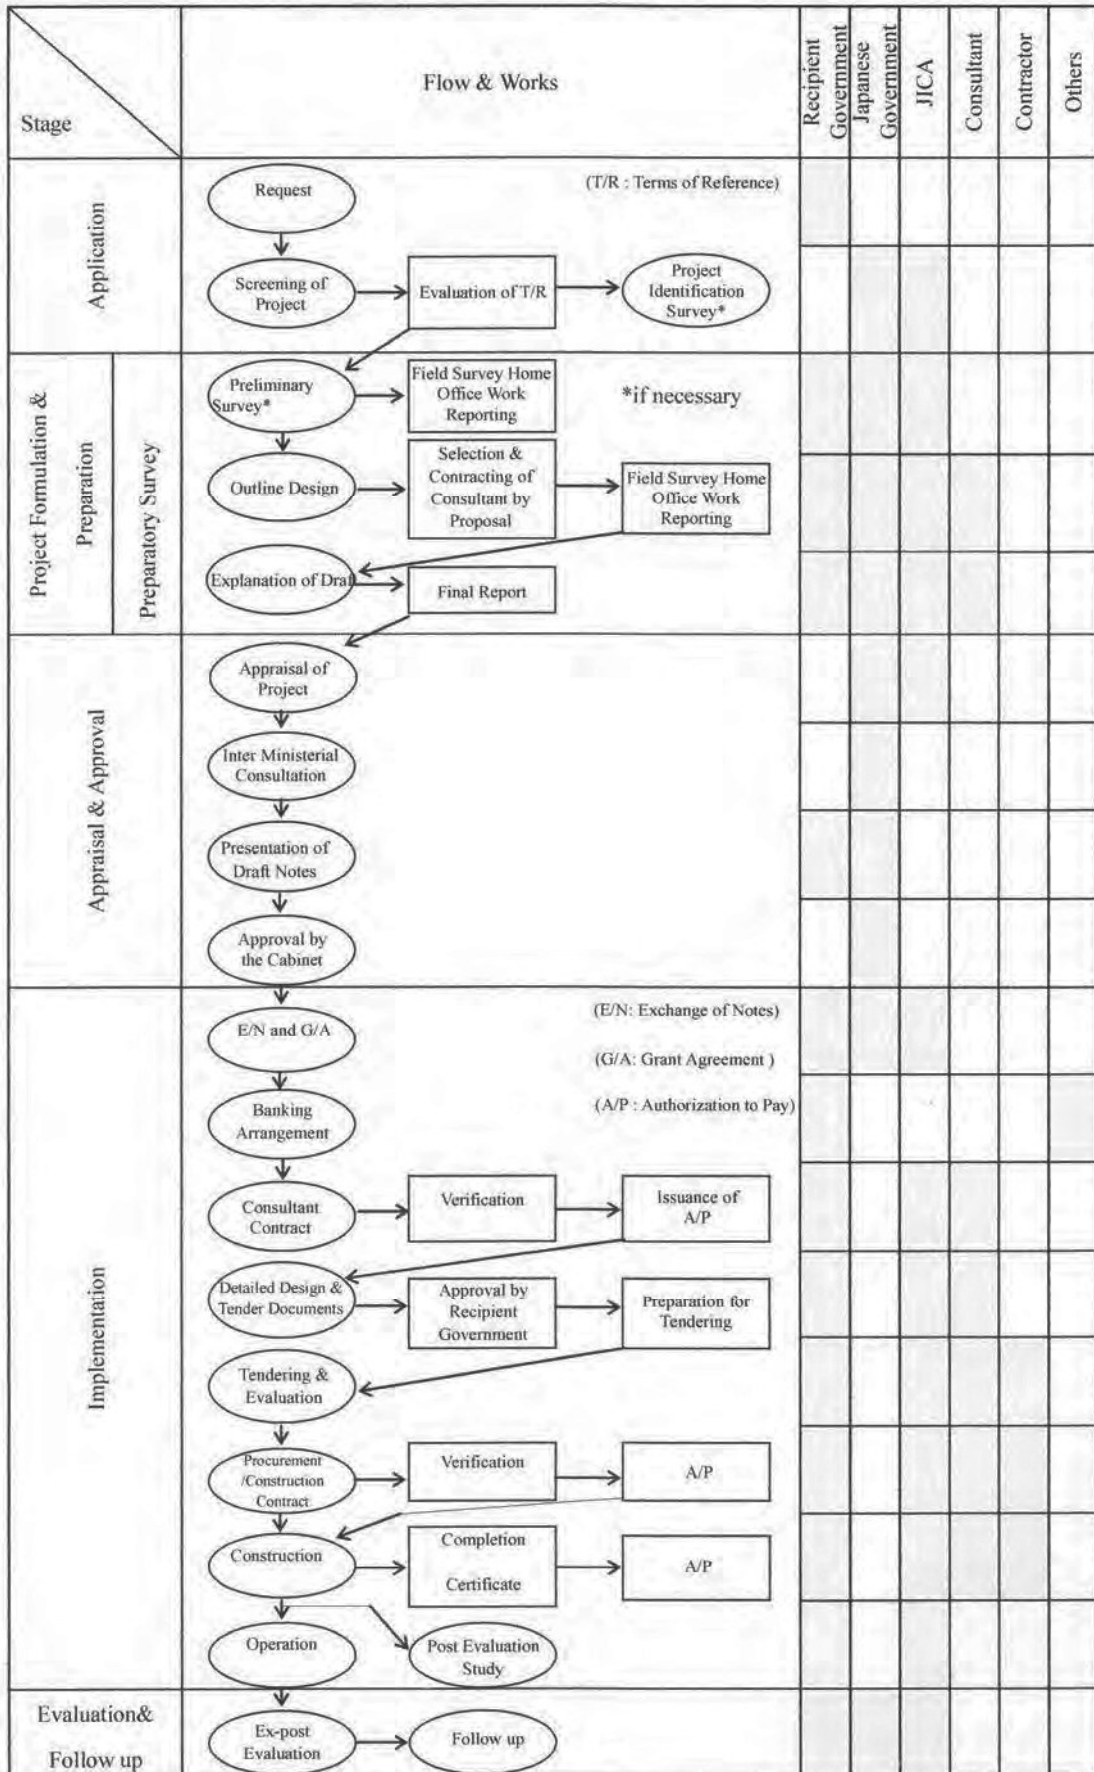 Stage
Flow & Works
Recipient
Government
Japanese
Government
JICA
Consultant
Contractor
Others
Application
Request
(T/R : Terms of Reference)
Screening of
Project
Evaluation of T/R
Project
Identification
Survey*
Project Formulation &
Preparation
Preparatory Survey
Preliminary
Survey*
Field Survey Home
Office Work
Reporting
*if necessary
Outline Design
Selection &
Contracting of
Consultant by
Proposal
Field Survey Home
Office Work
Reporting
Explanation of Draft
Final Report
Appraisal & Approval
Appraisal of
Project
Inter Ministerial
Consultation
Presentation of
Draft Notes
Approval by
the Cabinet
Implementation
E/N and G/A
(E/N: Exchange of Notes)
(G/A: Grant Agreement )
(A/P : Authorization to Pay)
Banking
Arrangement
Consultant
Contract
Verification
Issuance of
A/P
Detailed Design &
Tender Documents
Approval by
Recipient
Government
Preparation for
Tendering
Tendering &
Evaluation
Procurement
/Construction
Contract
Verification
A/P
Construction
Completion
Certificate
A/P
Operation
Post Evaluation
Study
Evaluation&
Follow up
Ex-post
Evaluation
Follow up